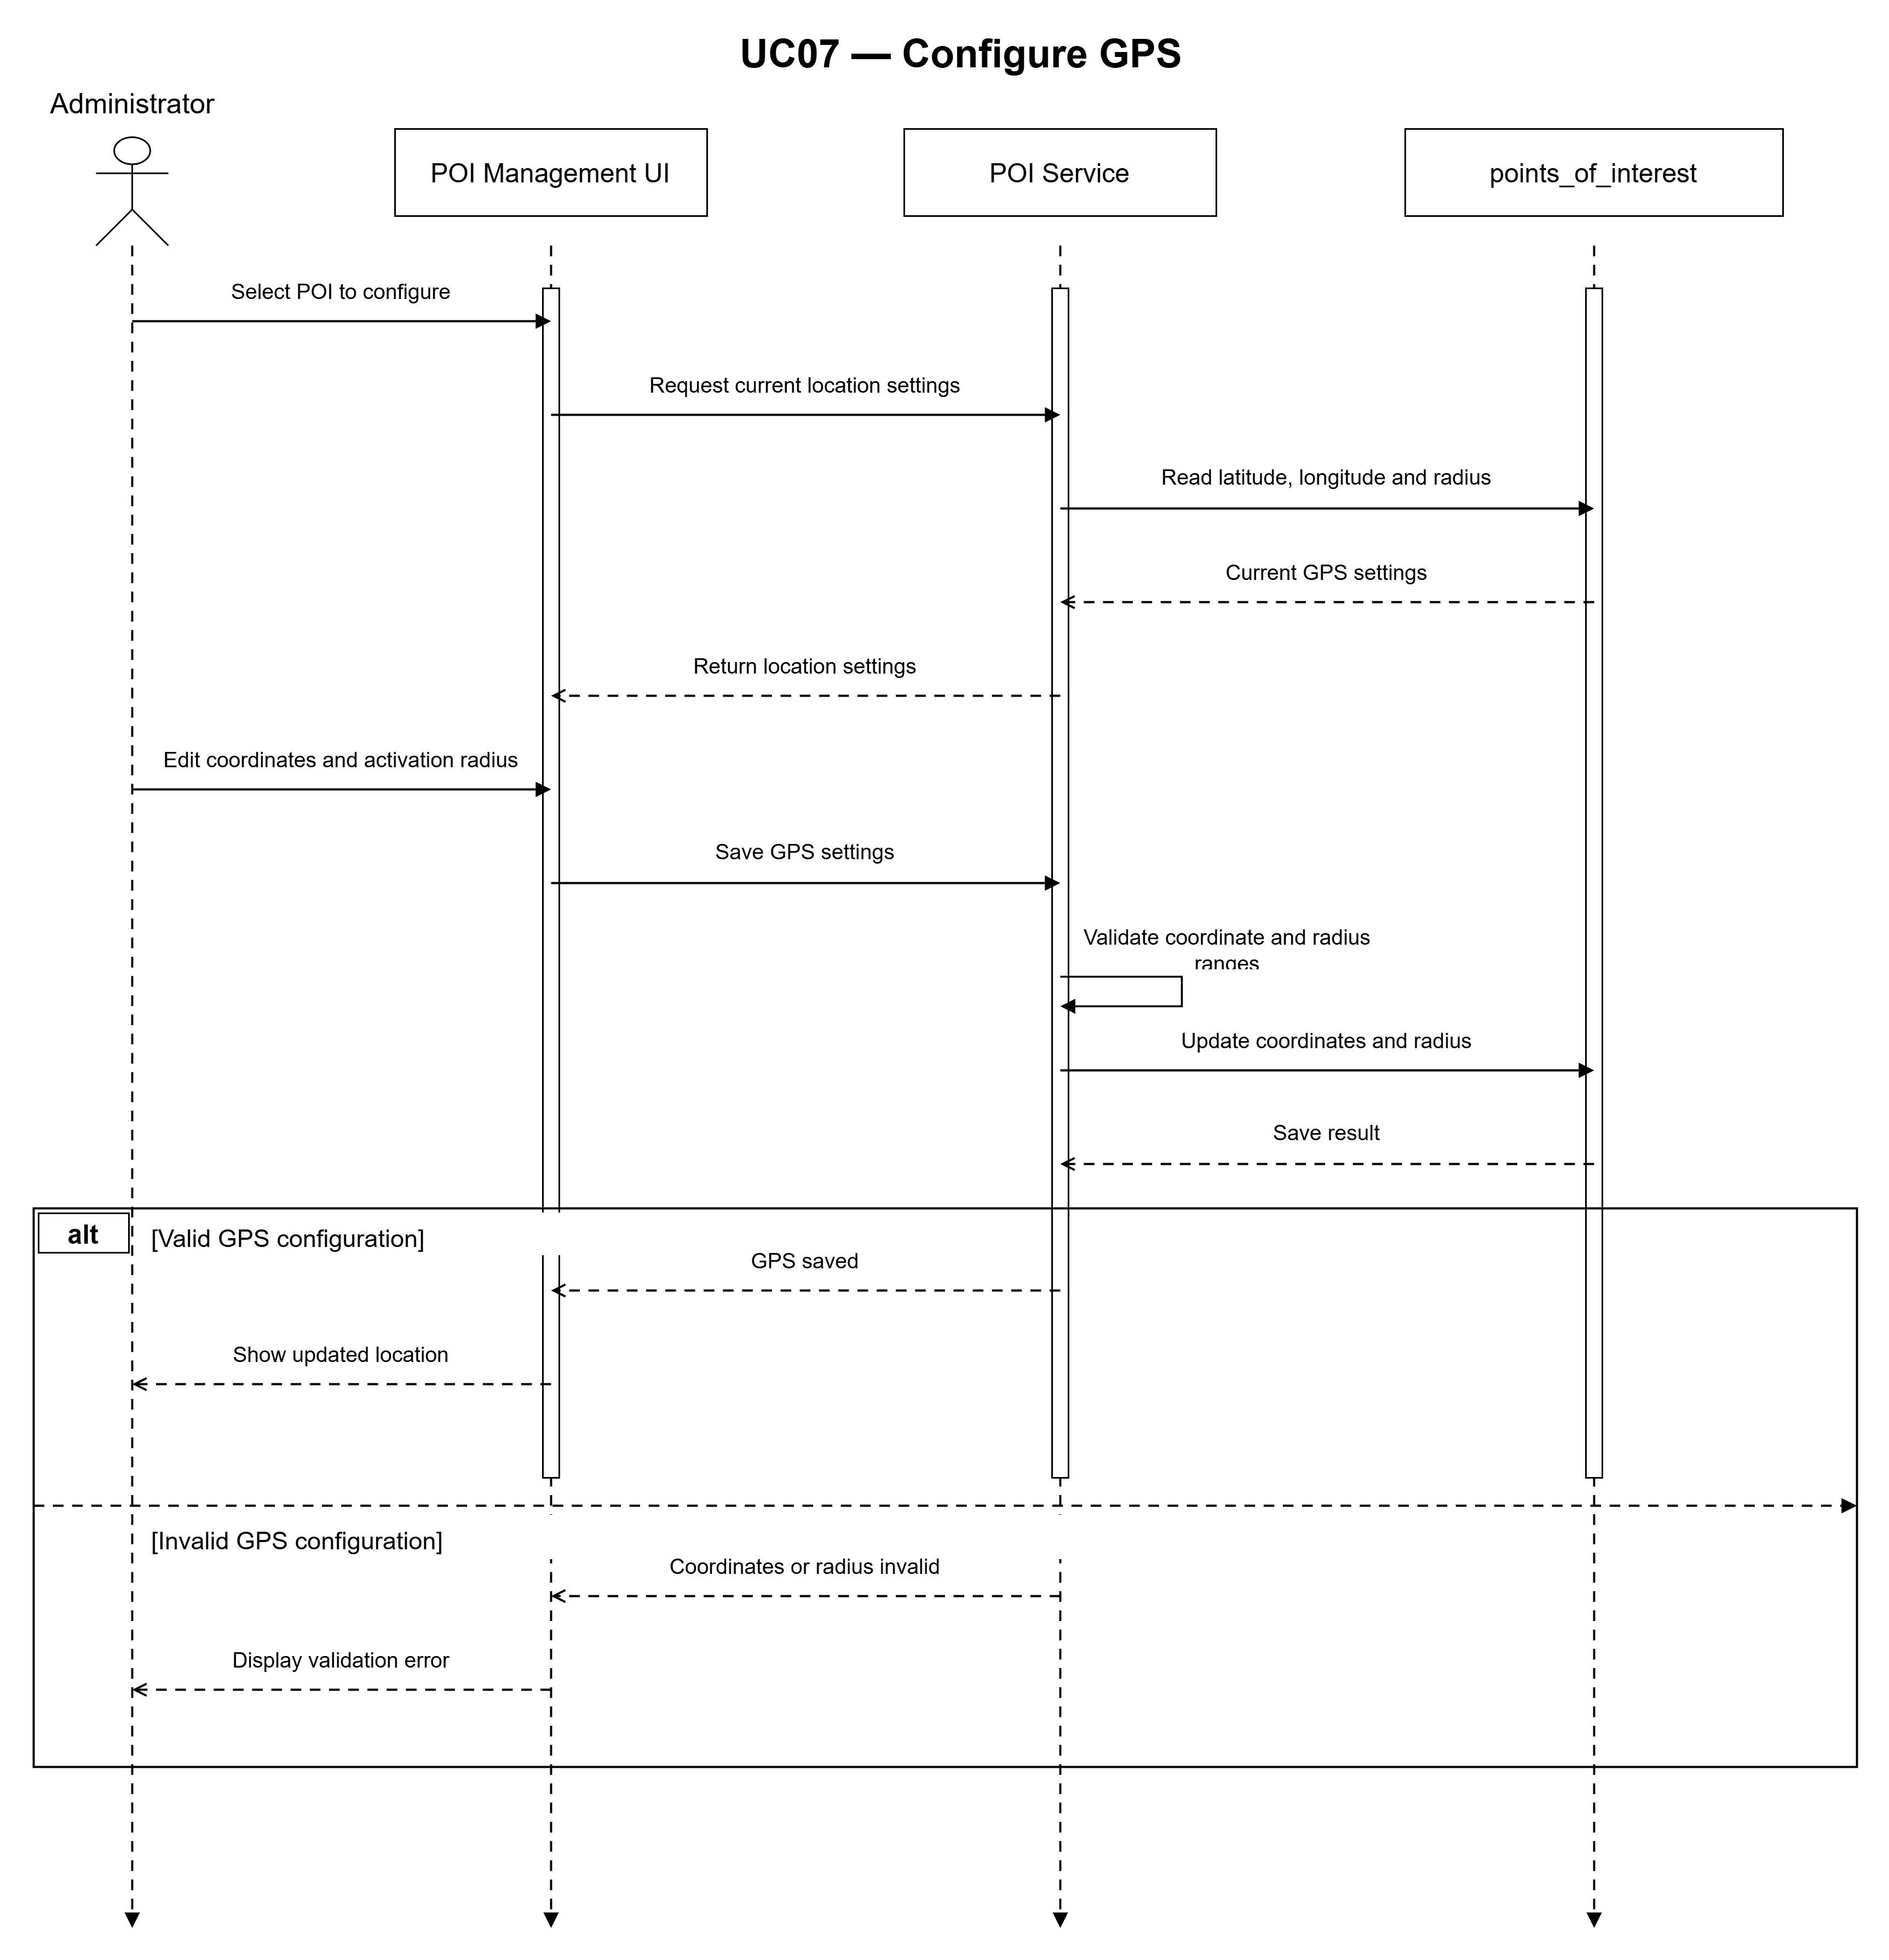 UC07 — Configure GPS
Administrator
POI Management UI
POI Service
points_of_interest
Select POI to configure
Request current location settings
Read latitude, longitude and radius
Current GPS settings
Return location settings
Edit coordinates and activation radius
Save GPS settings
Validate coordinate and radius
ranges
Update coordinates and radius
Save result
alt
[Valid GPS configuration]
GPS saved
Show updated location
[Invalid GPS configuration]
Coordinates or radius invalid
Display validation error